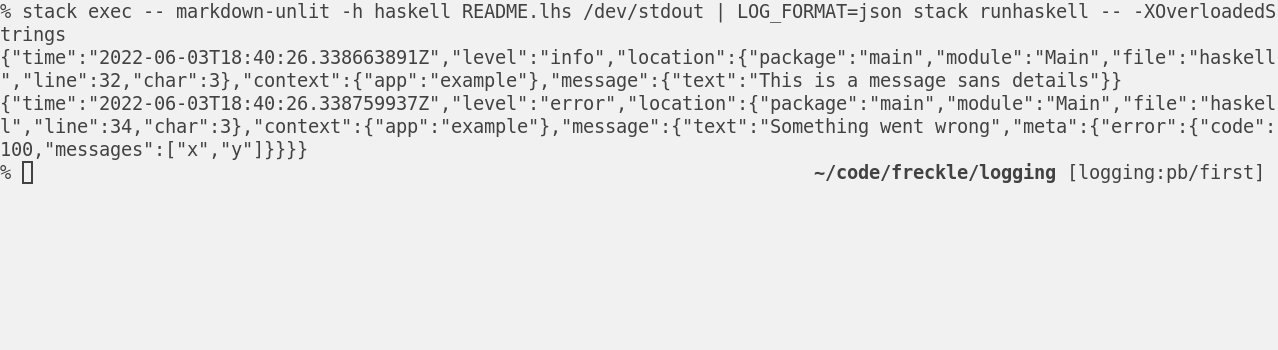 % stack exec -- markdown-unlit -h haskell README.lhs /dev/stdout | LOG_FORMAT=json stack runhaskell -- -XOverloadedS
trings
{"time":"2022-06-03T18:40:26.338663891Z","level":"info","location":{"package":"main","module":"Main","file":"haskell
","line":32,"char":3},"context":{"app":"example"},"message":{"text":"This is a message sans details"}}
{"time":"2022-06-03T18:40:26.338759937Z","level":"error","location":{"package":"main","module":"Main","file":"haskel
l","line":34,"char":3},"context":{"app":"example"},"message":{"text":"Something went wrong","meta":{"error":{"code":
100,"messages":["x","y"]}}}}
% ~/code/freckle/logging [logging:pb/first]